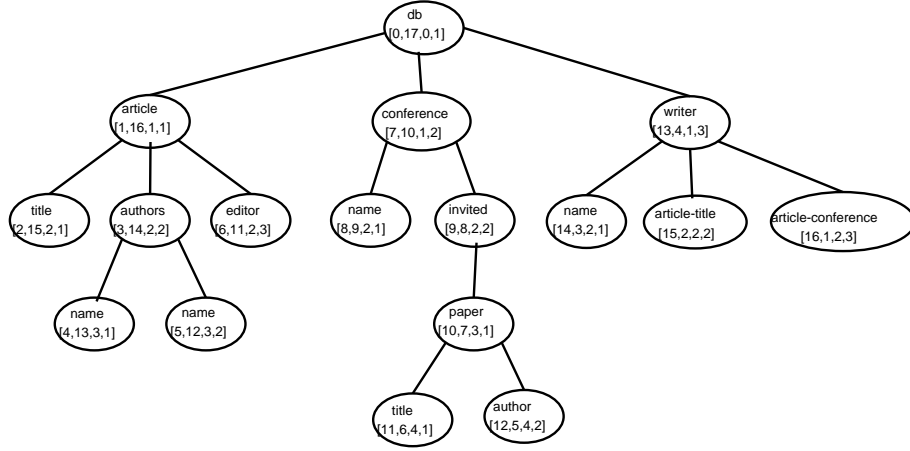 db
[0,17,0,1]
article
[1,16,1,1]
conference
[7,10,1,2]
writer
[13,4,1,3]
title
[2,15,2,1]
authors
[3,14,2,2]
editor
[6,11,2,3]
name
[8,9,2,1]
invited
[9,8,2,2]
name
[14,3,2,1]
article-title
[15,2,2,2]
article-conference
[16,1,2,3]
name
[4,13,3,1]
name
[5,12,3,2]
paper
[10,7,3,1]
title
[11,6,4,1]
author
[12,5,4,2]